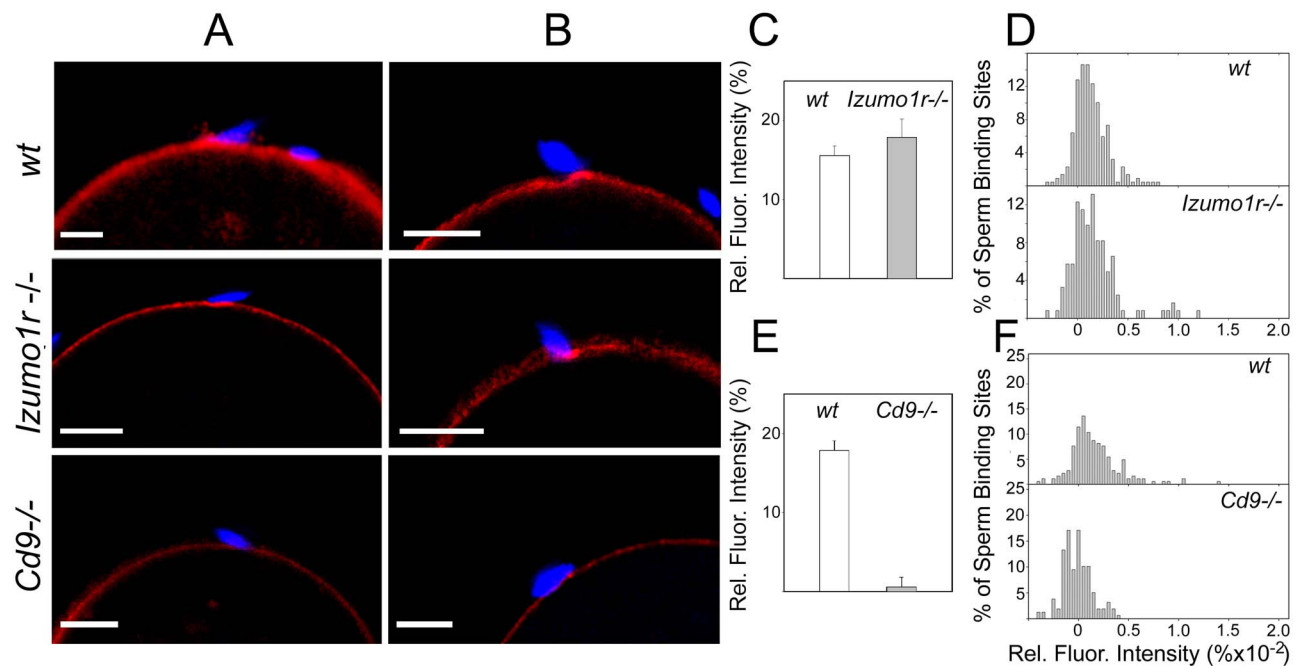 A
B
C
D
wt
Izumo1r -/-
Cd9-/-
Rel. Fluor. Intensity (%)
wt Izumo1r-/-
20
10
% of Sperm Binding Sites
wt
12
8
4
Izumo1r-/-
12
8
4
0 0.5 1.0 1.5 2.0
E
F
Rel. Fluor. Intensity (%)
wt Cd9-/-
20
10
% of Sperm Binding Sites
wt
25
20
15
10
5
Cd9-/-
25
20
15
10
5
0 0.5 1.0 1.5 2.0
Rel. Fluor. Intensity (%x10-2)